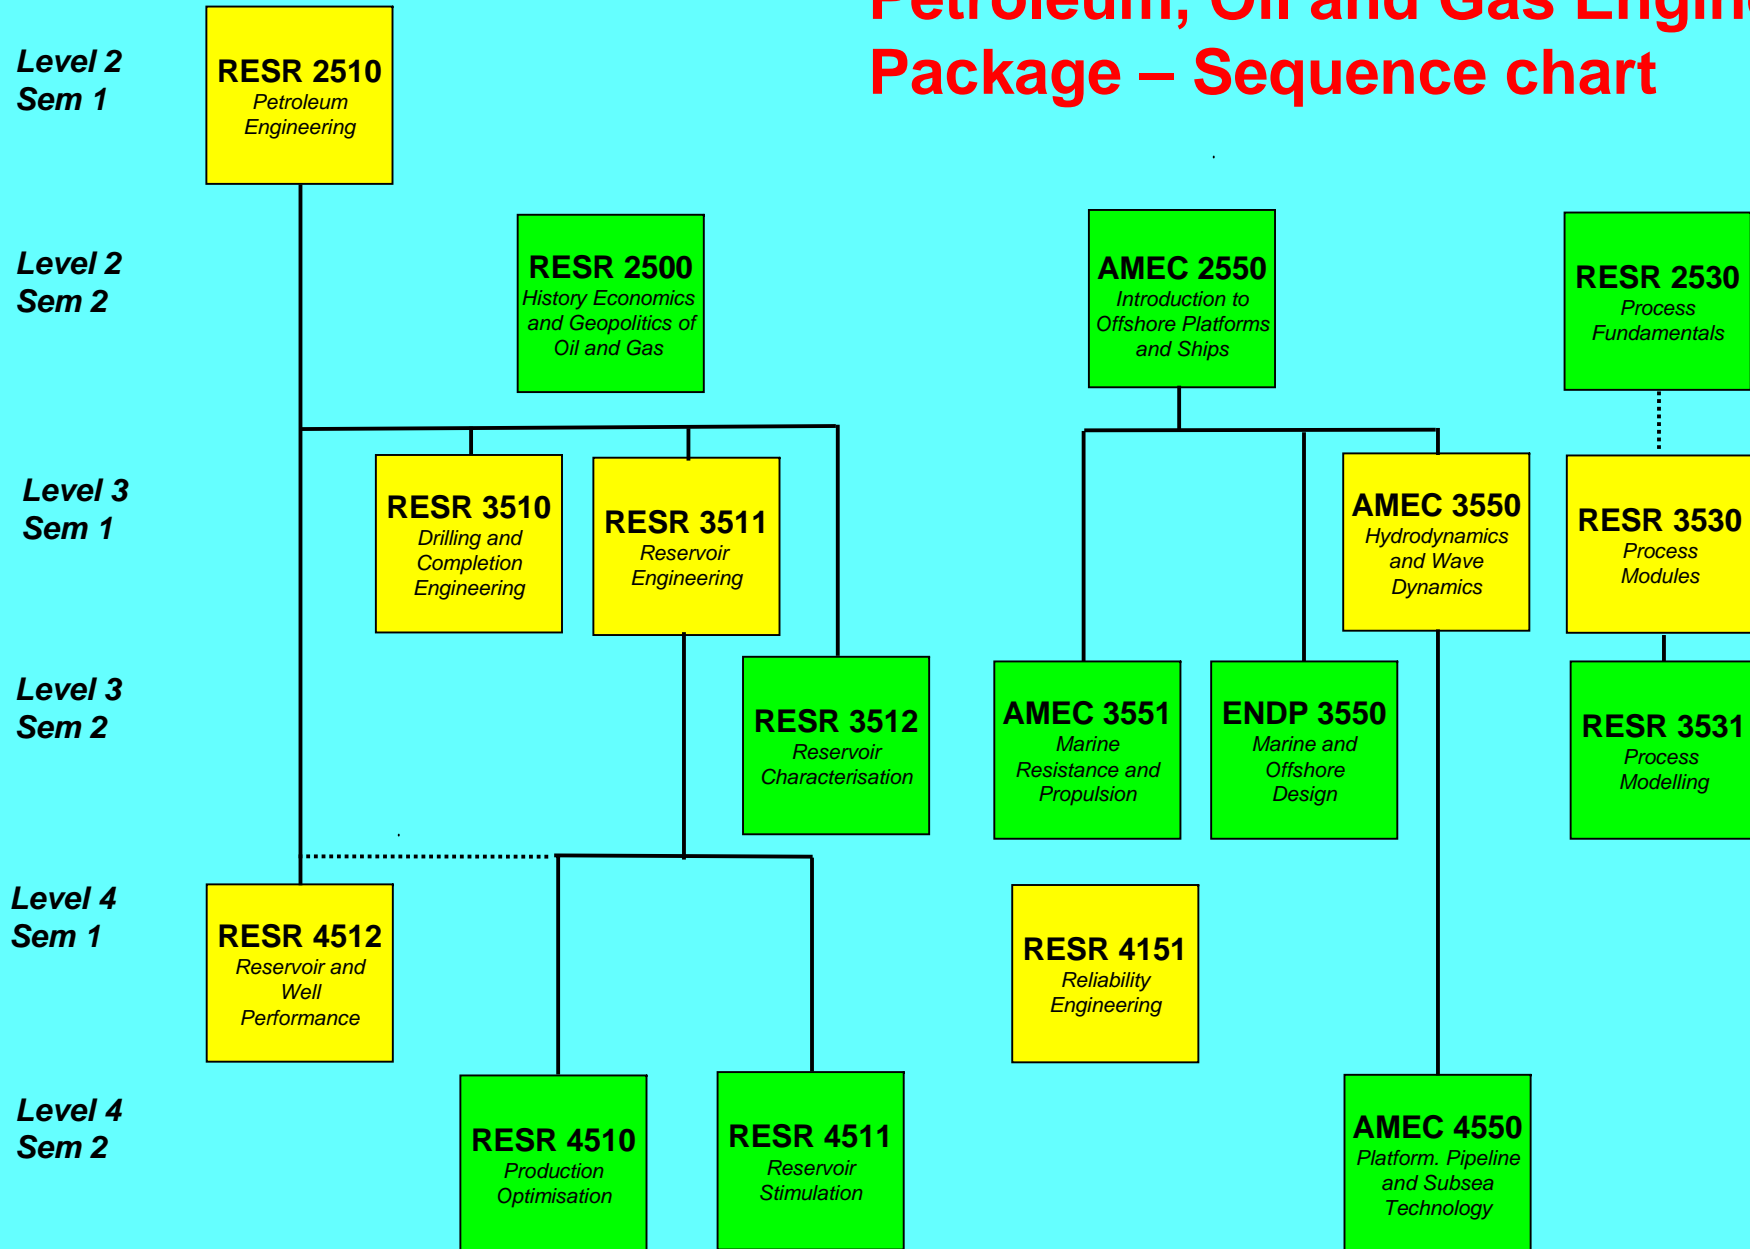 Petroleum, Oil and Gas
Package – Sequence chart
Level 2
Sem 1
RESR 2510
Petroleum
Engineering
Level 2
Sem 2
RESR 2500
History Economics
and Geopolitics of
Oil and Gas
AMEC 2550
Introduction to
Offshore Platforms
and Ships
RESR 2530
Process
Fundamentals
Level 3
Sem 1
RESR 3510
Drilling and
Completion
Engineering
RESR 3511
Reservoir
Engineering
AMEC 3550
Hydrodynamics
and Wave
Dynamics
RESR 3530
Process
Modules
Level 3
Sem 2
RESR 3512
Reservoir
Characterisation
AMEC 3551
Marine
Resistance and
Propulsion
ENDP 3550
Marine and
Offshore
Design
RESR 3531
Process
Modelling
Level 4
Sem 1
RESR 4512
Reservoir and
Well
Performance
RESR 4151
Reliability
Engineering
Level 4
Sem 2
RESR 4510
Production
Optimisation
RESR 4511
Reservoir
Stimulation
AMEC 4550
Platform. Pipeline
and Subsea
Technology